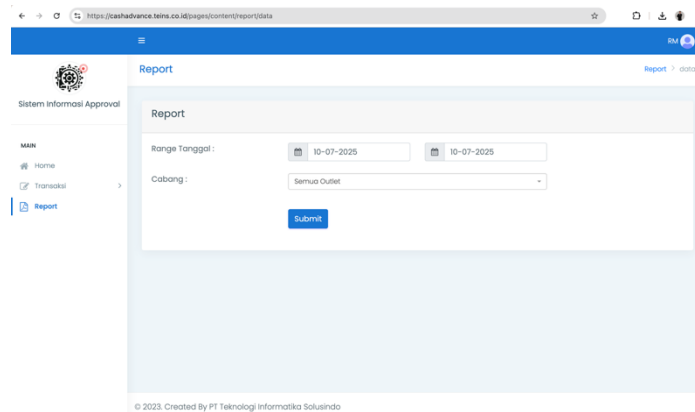 https://cashadvance.teins.co.id/pages/content/report/data
RM
Report
Report > data
Sistem Informasi Approval
Report
MAIN
Home
Transaksi >
Report
Range Tanggal :
10-07-2025
10-07-2025
Cabang :
Semua Outlet
Submit
© 2023. Created By PT Teknologi Informatika Solusindo